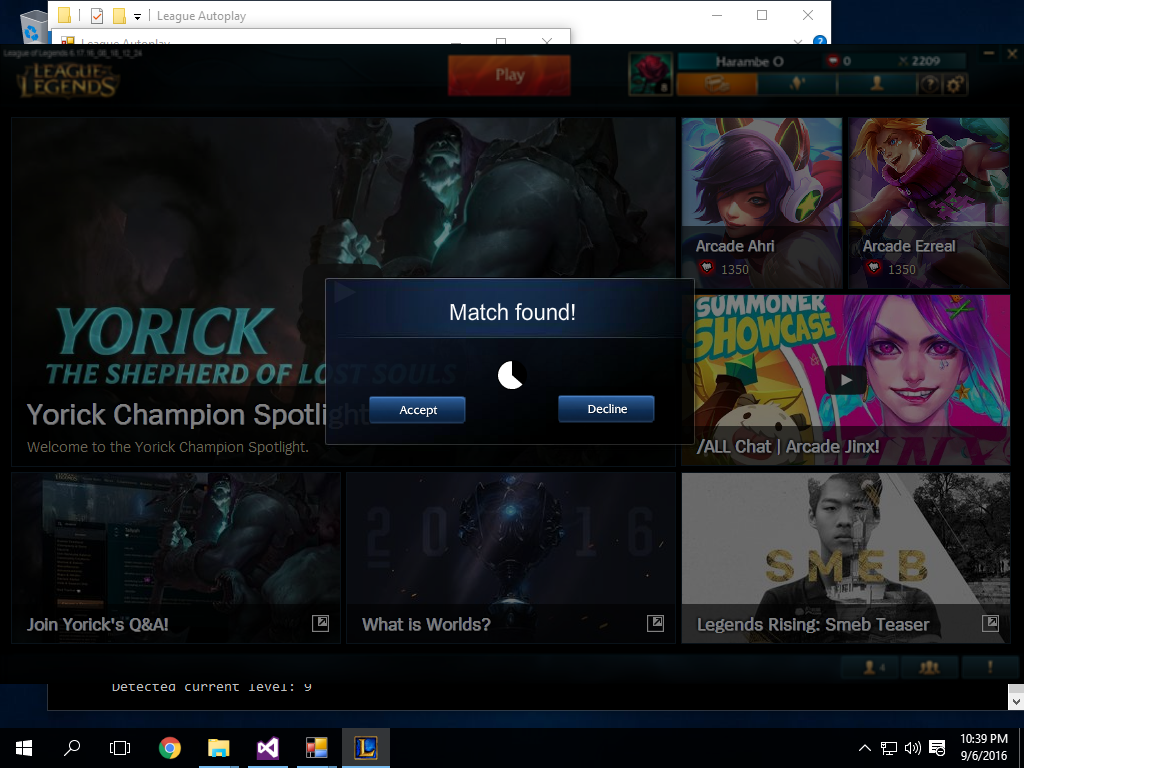 League Autoplay
League Autoplay
League of Legends
LEAGUE OF LEGENDS
Play
Harambe O
0
2209
8
Arcade Ahri
1350
Arcade Ezreal
1350
YORICK
THE SHEPHERD OF LOST SOULS
Yorick Champion Spotlight
Welcome to the Yorick Champion Spotlight.
Match found!
Accept
Decline
SUMMONER
SHOWCASE
/ALL Chat | Arcade Jinx!
Join Yorick's Q&A!
2016
What is Worlds?
SMEB
Legends Rising: Smeb Teaser
4
Detected current level: 9
10:39 PM
9/6/2016